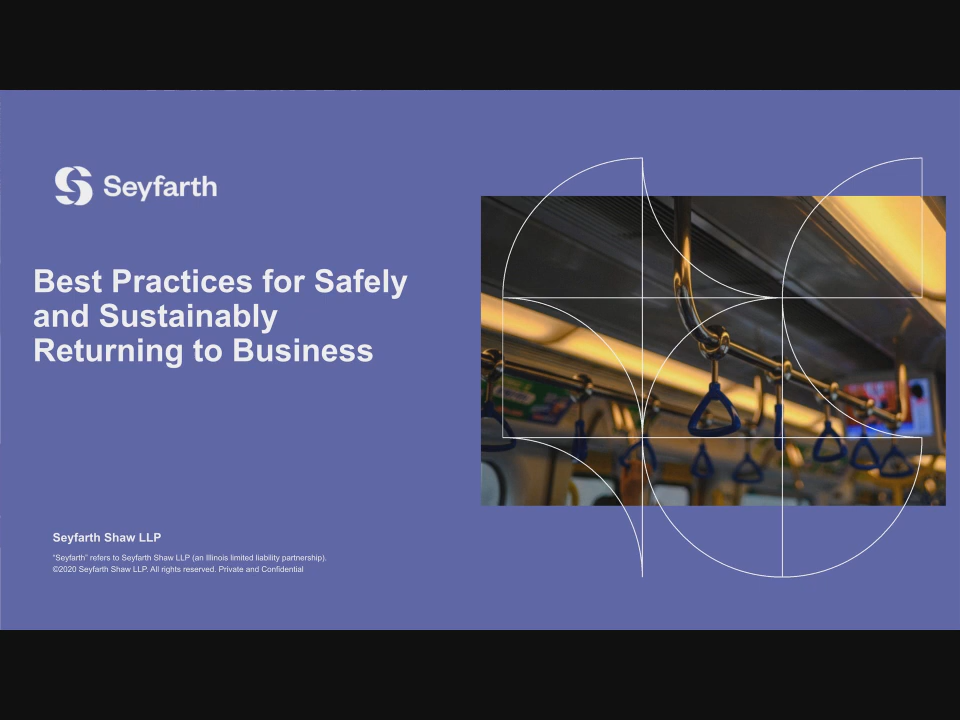 Seyfarth
Best Practices for Safely
and Sustainably
Returning to Business
Seyfarth Shaw LLP
"Seyfarth" refers to Seyfarth Shaw LLP (an Illinois limited liability partnership).
©2020 Seyfarth Shaw LLP. All rights reserved. Private and Confidential